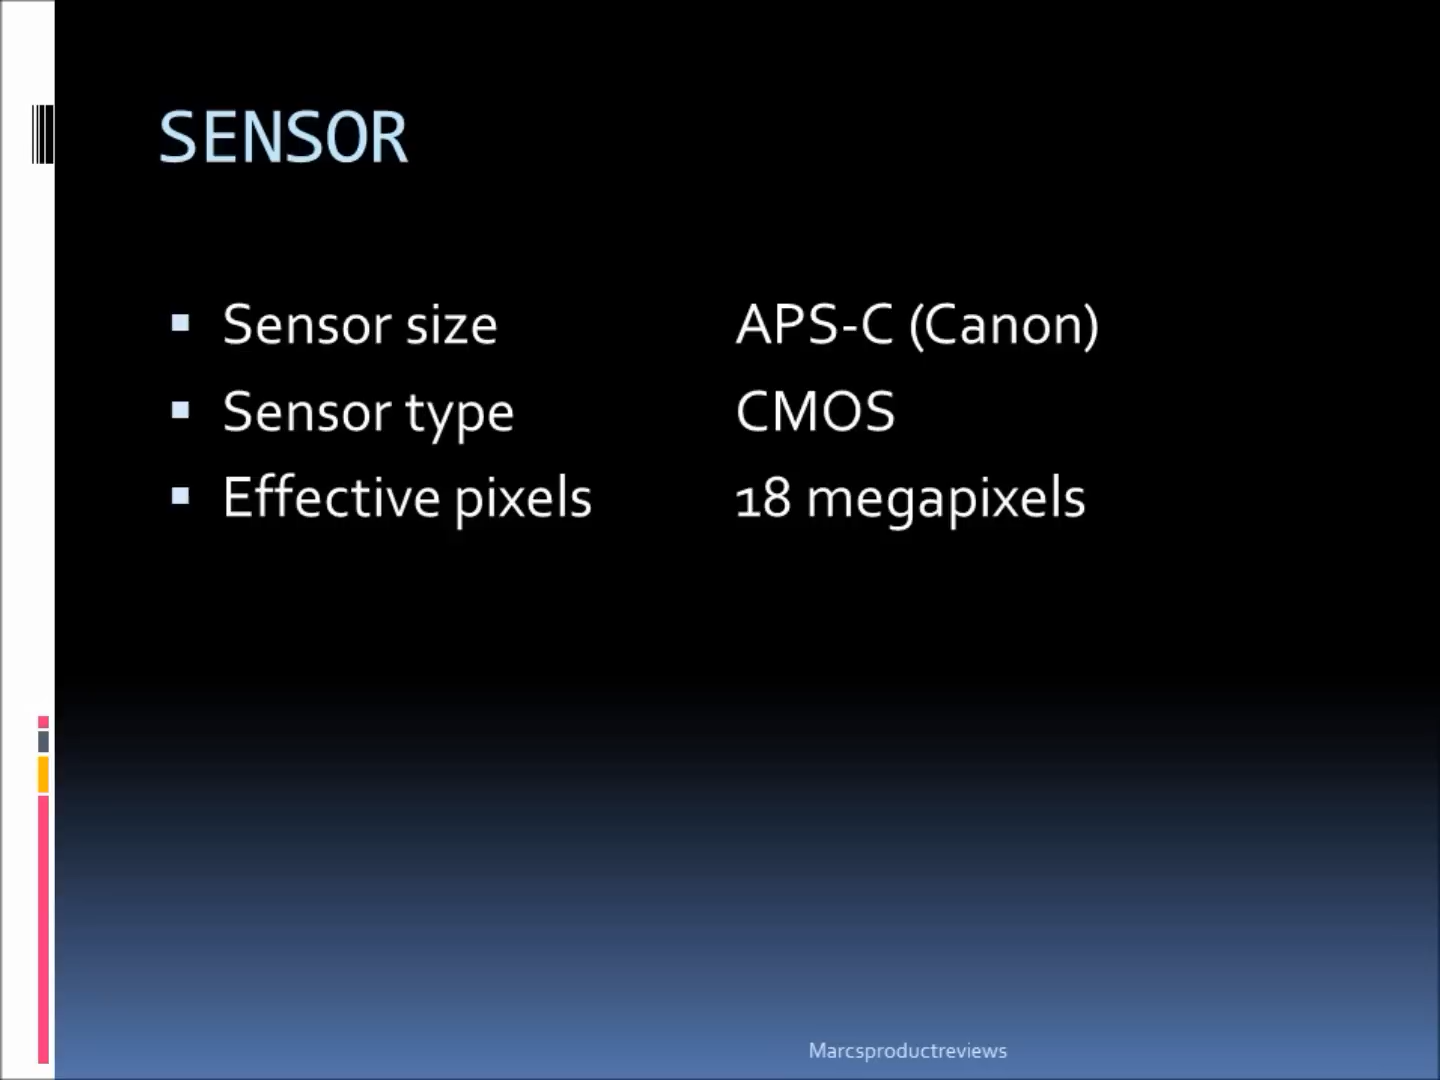 SENSOR
Sensor size APS-C (Canon)
Sensor type CMOS
Effective pixels 18 megapixels
Marcsproductreviews